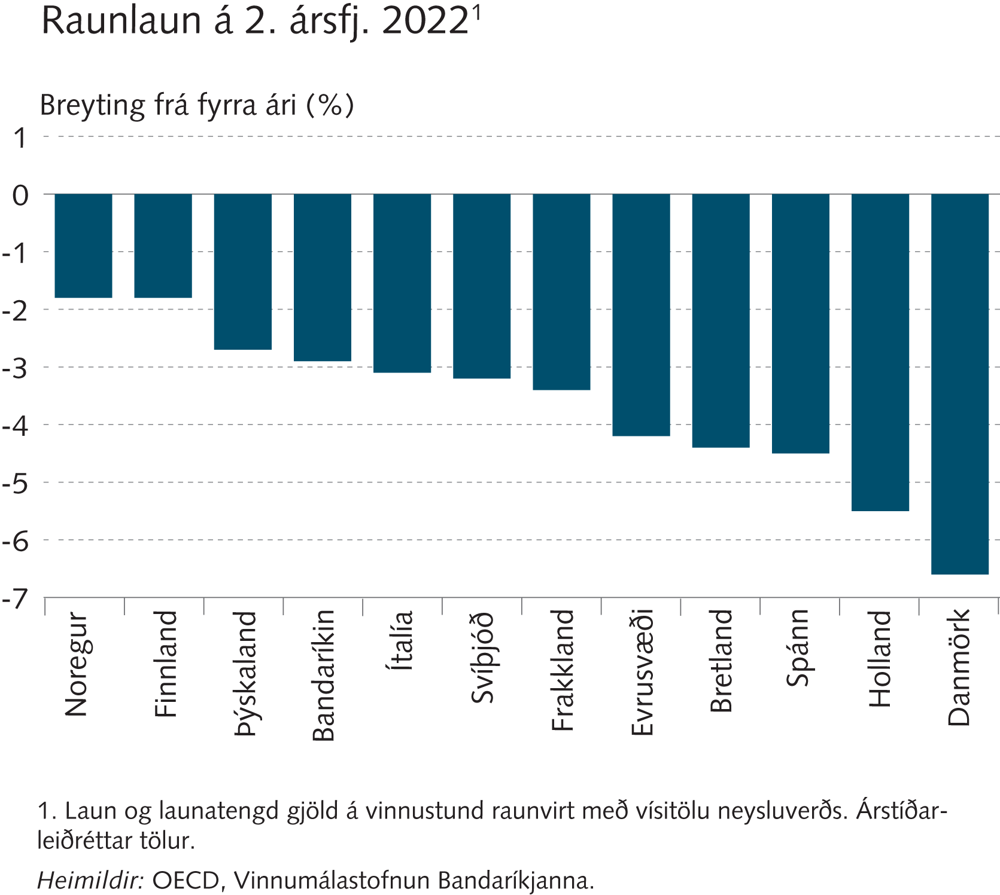 Raunlaun á 2. ársfj. 2022¹
Breyting frá fyrra ári (%)
1
0
-1
-2
-3
-4
-5
-6
-7
Noregur
Finnland
Þýskaland
Bandaríkin
Ítalía
Svíþjóð
Frakkland
Evrusvæði
Bretland
Spánn
Holland
Danmörk
1. Laun og launatengd gjöld á vinnustund raunvirt með vísitölu neysluverðs. Árstíðar-
leiðréttar tölur.
Heimildir: OECD, Vinnumálastofnun Bandaríkjanna.